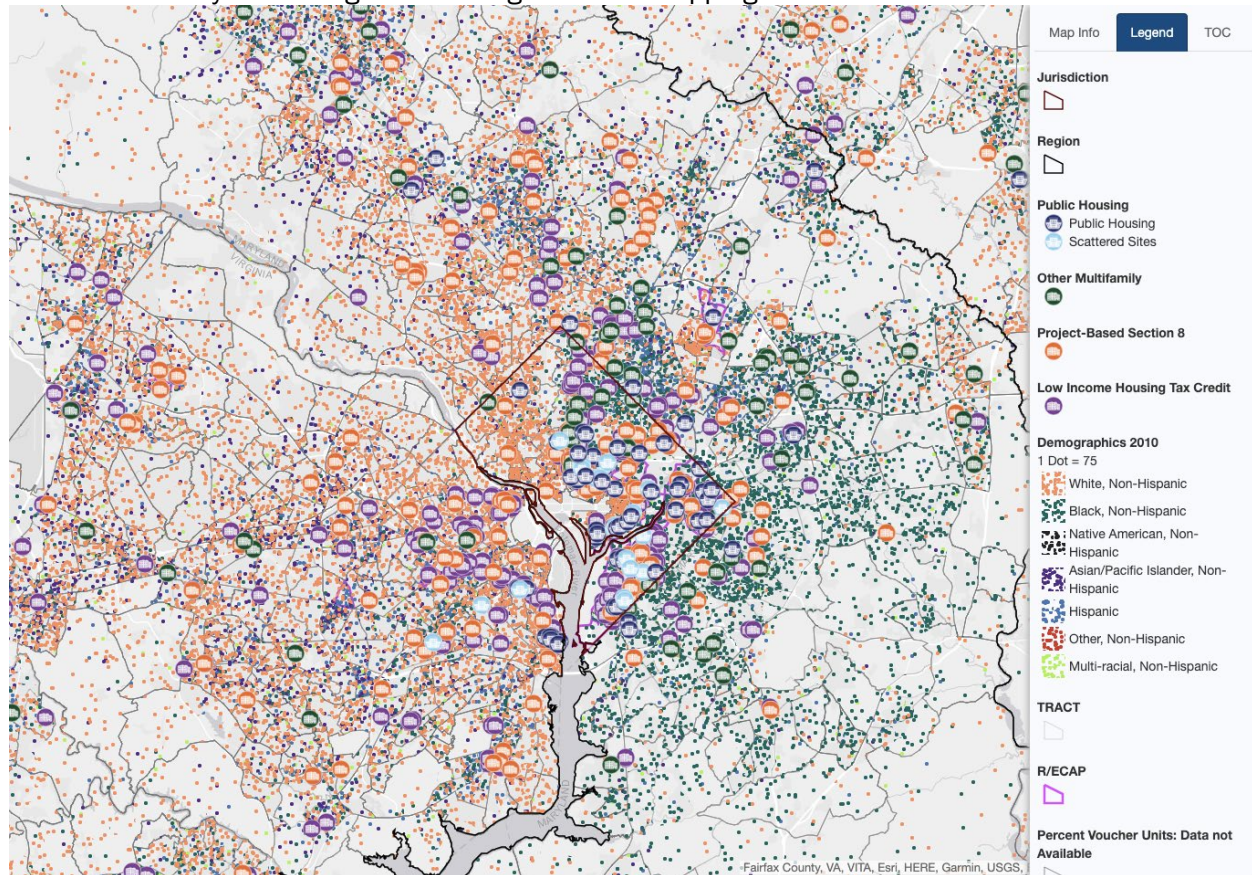 Map Info
Legend
TOC
Jurisdiction
Region
Public Housing
Public Housing
Scattered Sites
Other Multifamily
Project-Based Section 8
Low Income Housing Tax Credit
Demographics 2010
1 Dot = 75
White, Non-Hispanic
Black, Non-Hispanic
Native American, Non-
Hispanic
Asian/Pacific Islander, Non-
Hispanic
Hispanic
Other, Non-Hispanic
Multi-racial, Non-Hispanic
TRACT
R/ECAP
Percent Voucher Units: Data not
Available
MARYLAND
VIRGINIA
MARYLAND
Fairfax County, VA, VITA, Esri, HERE, Garmin, USGS,